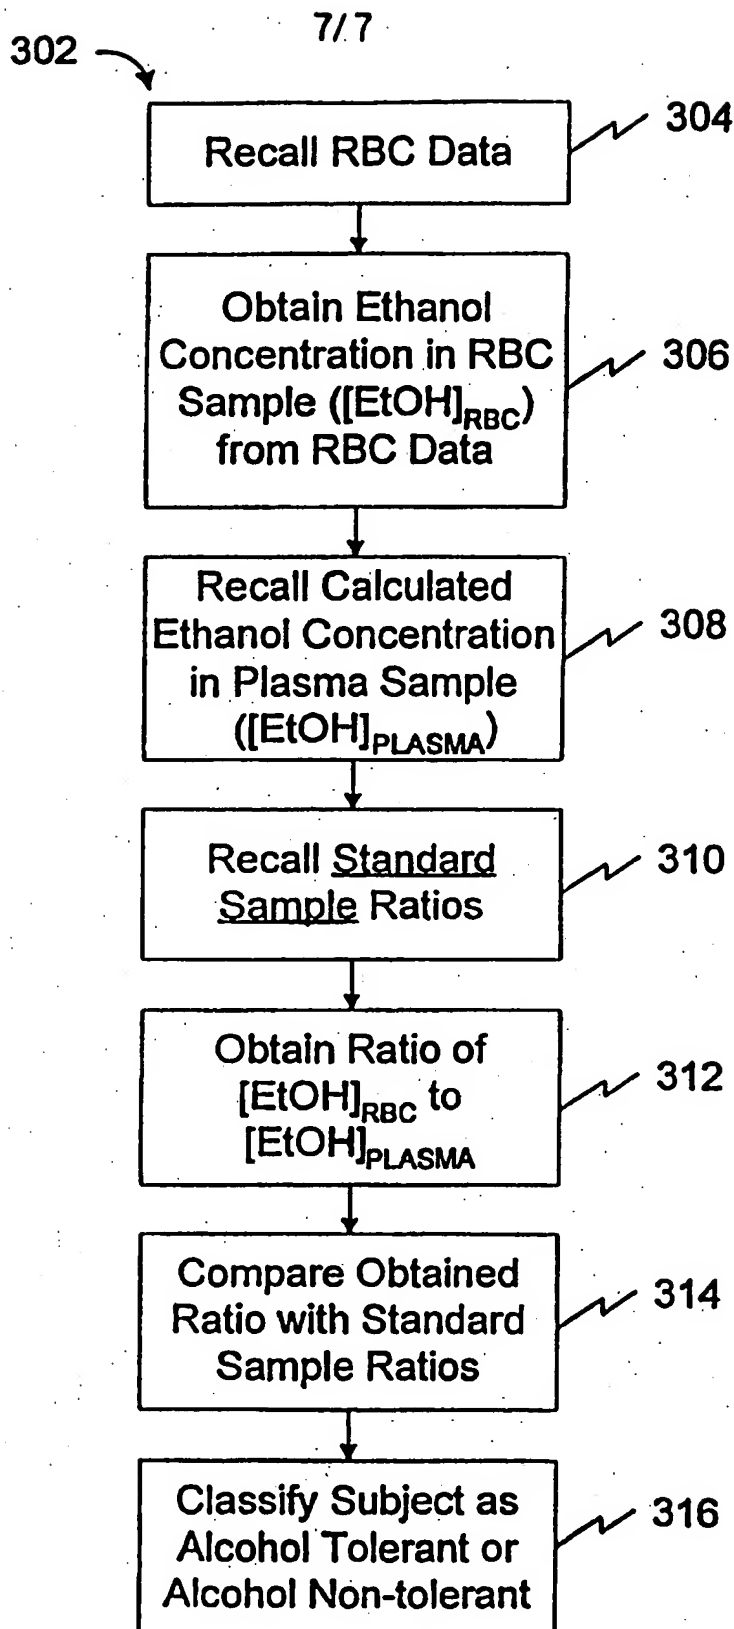 7/7
302
Recall RBC Data
304
Obtain Ethanol
Concentration in RBC
Sample ([EtOH]RBC)
from RBC Data
306
Recall Calculated
Ethanol Concentration
in Plasma Sample
([EtOH]PLASMA)
308
Recall Standard
Sample Ratios
310
Obtain Ratio of
[EtOH]RBC to
[EtOH]PLASMA
312
Compare Obtained
Ratio with Standard
Sample Ratios
314
Classify Subject as
Alcohol Tolerant or
Alcohol Non-tolerant
316